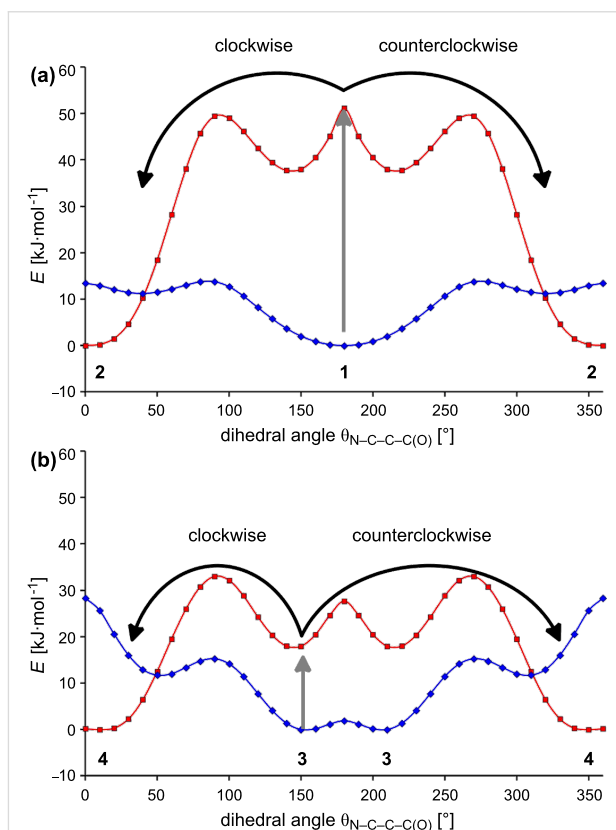 clockwise counterclockwise
(a)
60
50
40
30
20
10
0
−10
E [kJ·mol⁻¹]
2 1 2
0 50 100 150 200 250 300 350
dihedral angle θN–C–C–C(O) [°]
(b)
60
50
40
30
20
10
0
−10
E [kJ·mol⁻¹]
clockwise counterclockwise
4 3 3 4
0 50 100 150 200 250 300 350
dihedral angle θN–C–C–C(O) [°]